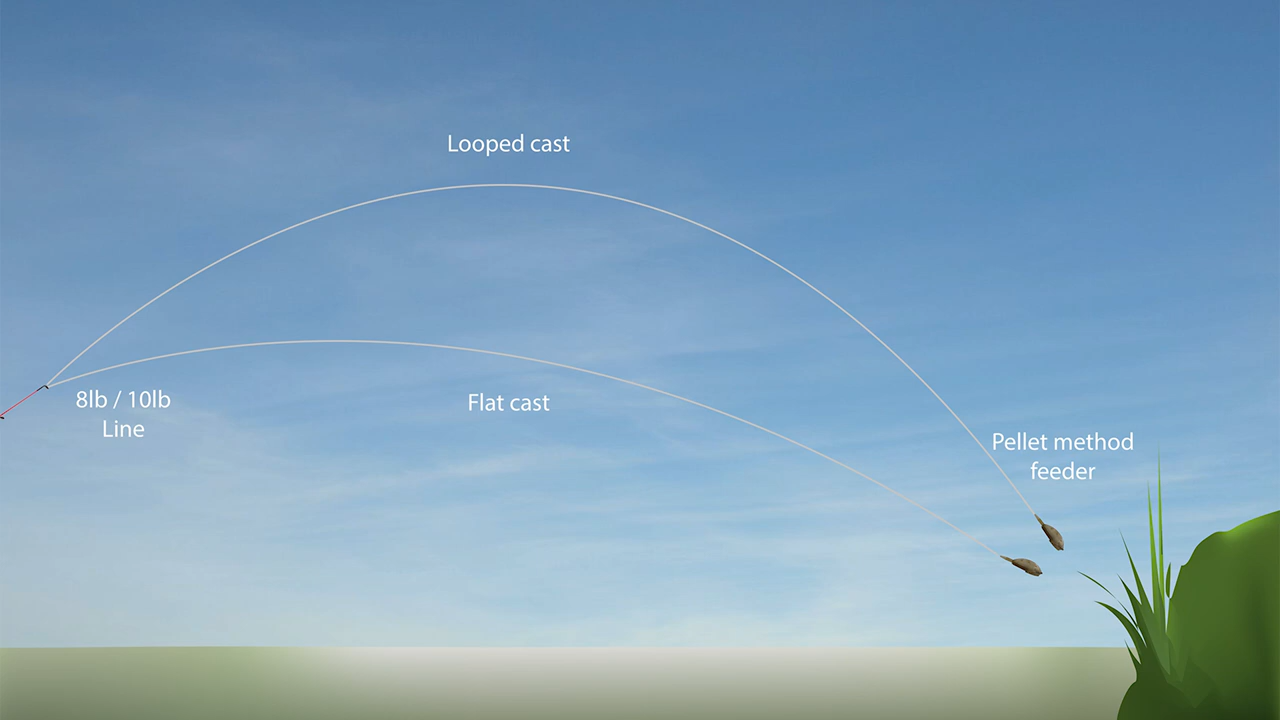 Looped cast
8lb / 10lb
Line
Flat cast
Pellet method
feeder